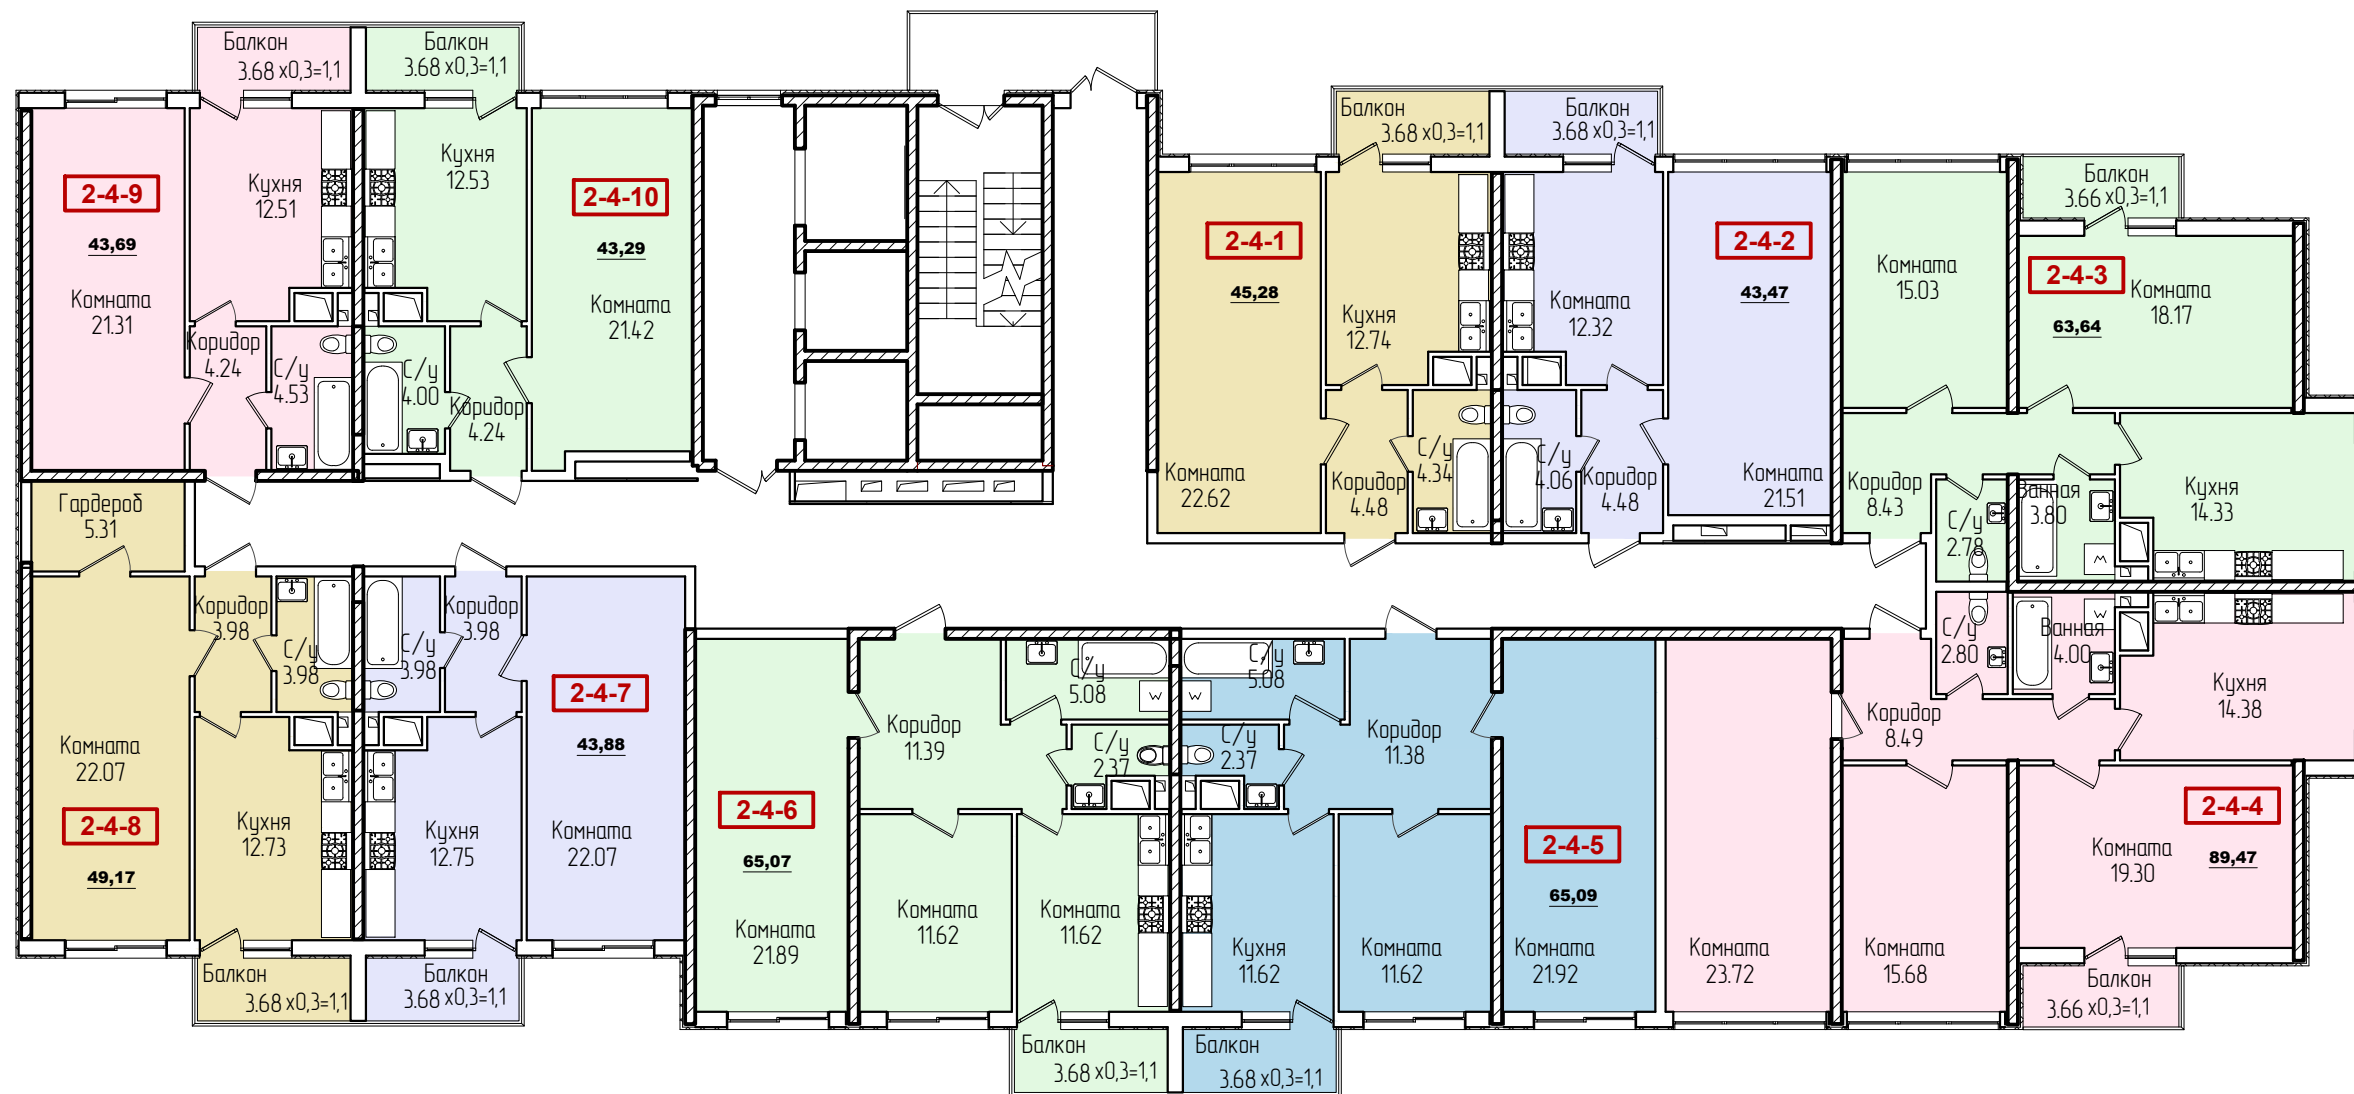 Балкон
3.68 x0,3=1,1
Балкон
3.68 x0,3=1,1
2-4-9
43,69
Комната
21.31
Кухня
12.51
Коридор
4.24
С/у
4.53
Кухня
12.53
2-4-10
43,29
Комната
21.42
С/у
4.00
Коридор
4.24
Балкон
3.68 x0,3=1,1
Балкон
3.68 x0,3=1,1
2-4-1
45,28
Комната
22.62
Кухня
12.74
Коридор
4.48
С/у
4.34
Комната
12.32
2-4-2
43,47
Комната
21.51
С/у
4.06
Коридор
4.48
Балкон
3.66 x0,3=1,1
Комната
15.03
2-4-3
63,64
Комната
18.17
Коридор
8.43
С/у
2.78
Ванная
3.80
Кухня
14.33
Гардероб
5.31
Комната
22.07
2-4-8
49,17
Коридор
3.98
С/у
3.98
Кухня
12.73
Балкон
3.68 x0,3=1,1
С/у
3.98
Коридор
3.98
2-4-7
43,88
Кухня
12.75
Комната
22.07
Балкон
3.68 x0,3=1,1
2-4-6
65,07
Комната
21.89
Коридор
11.39
С/у
5.08
W
С/у
2.37
Комната
11.62
Комната
11.62
Балкон
3.68 x0,3=1,1
С/у
5.08
W
С/у
2.37
Коридор
11.38
Кухня
11.62
Комната
11.62
2-4-5
65,09
Комната
21.92
Балкон
3.68 x0,3=1,1
Комната
23.72
Коридор
8.49
С/у
2.80
Ванная
4.00
W
Кухня
14.38
Комната
15.68
2-4-4
89,47
Комната
19.30
Балкон
3.66 x0,3=1,1